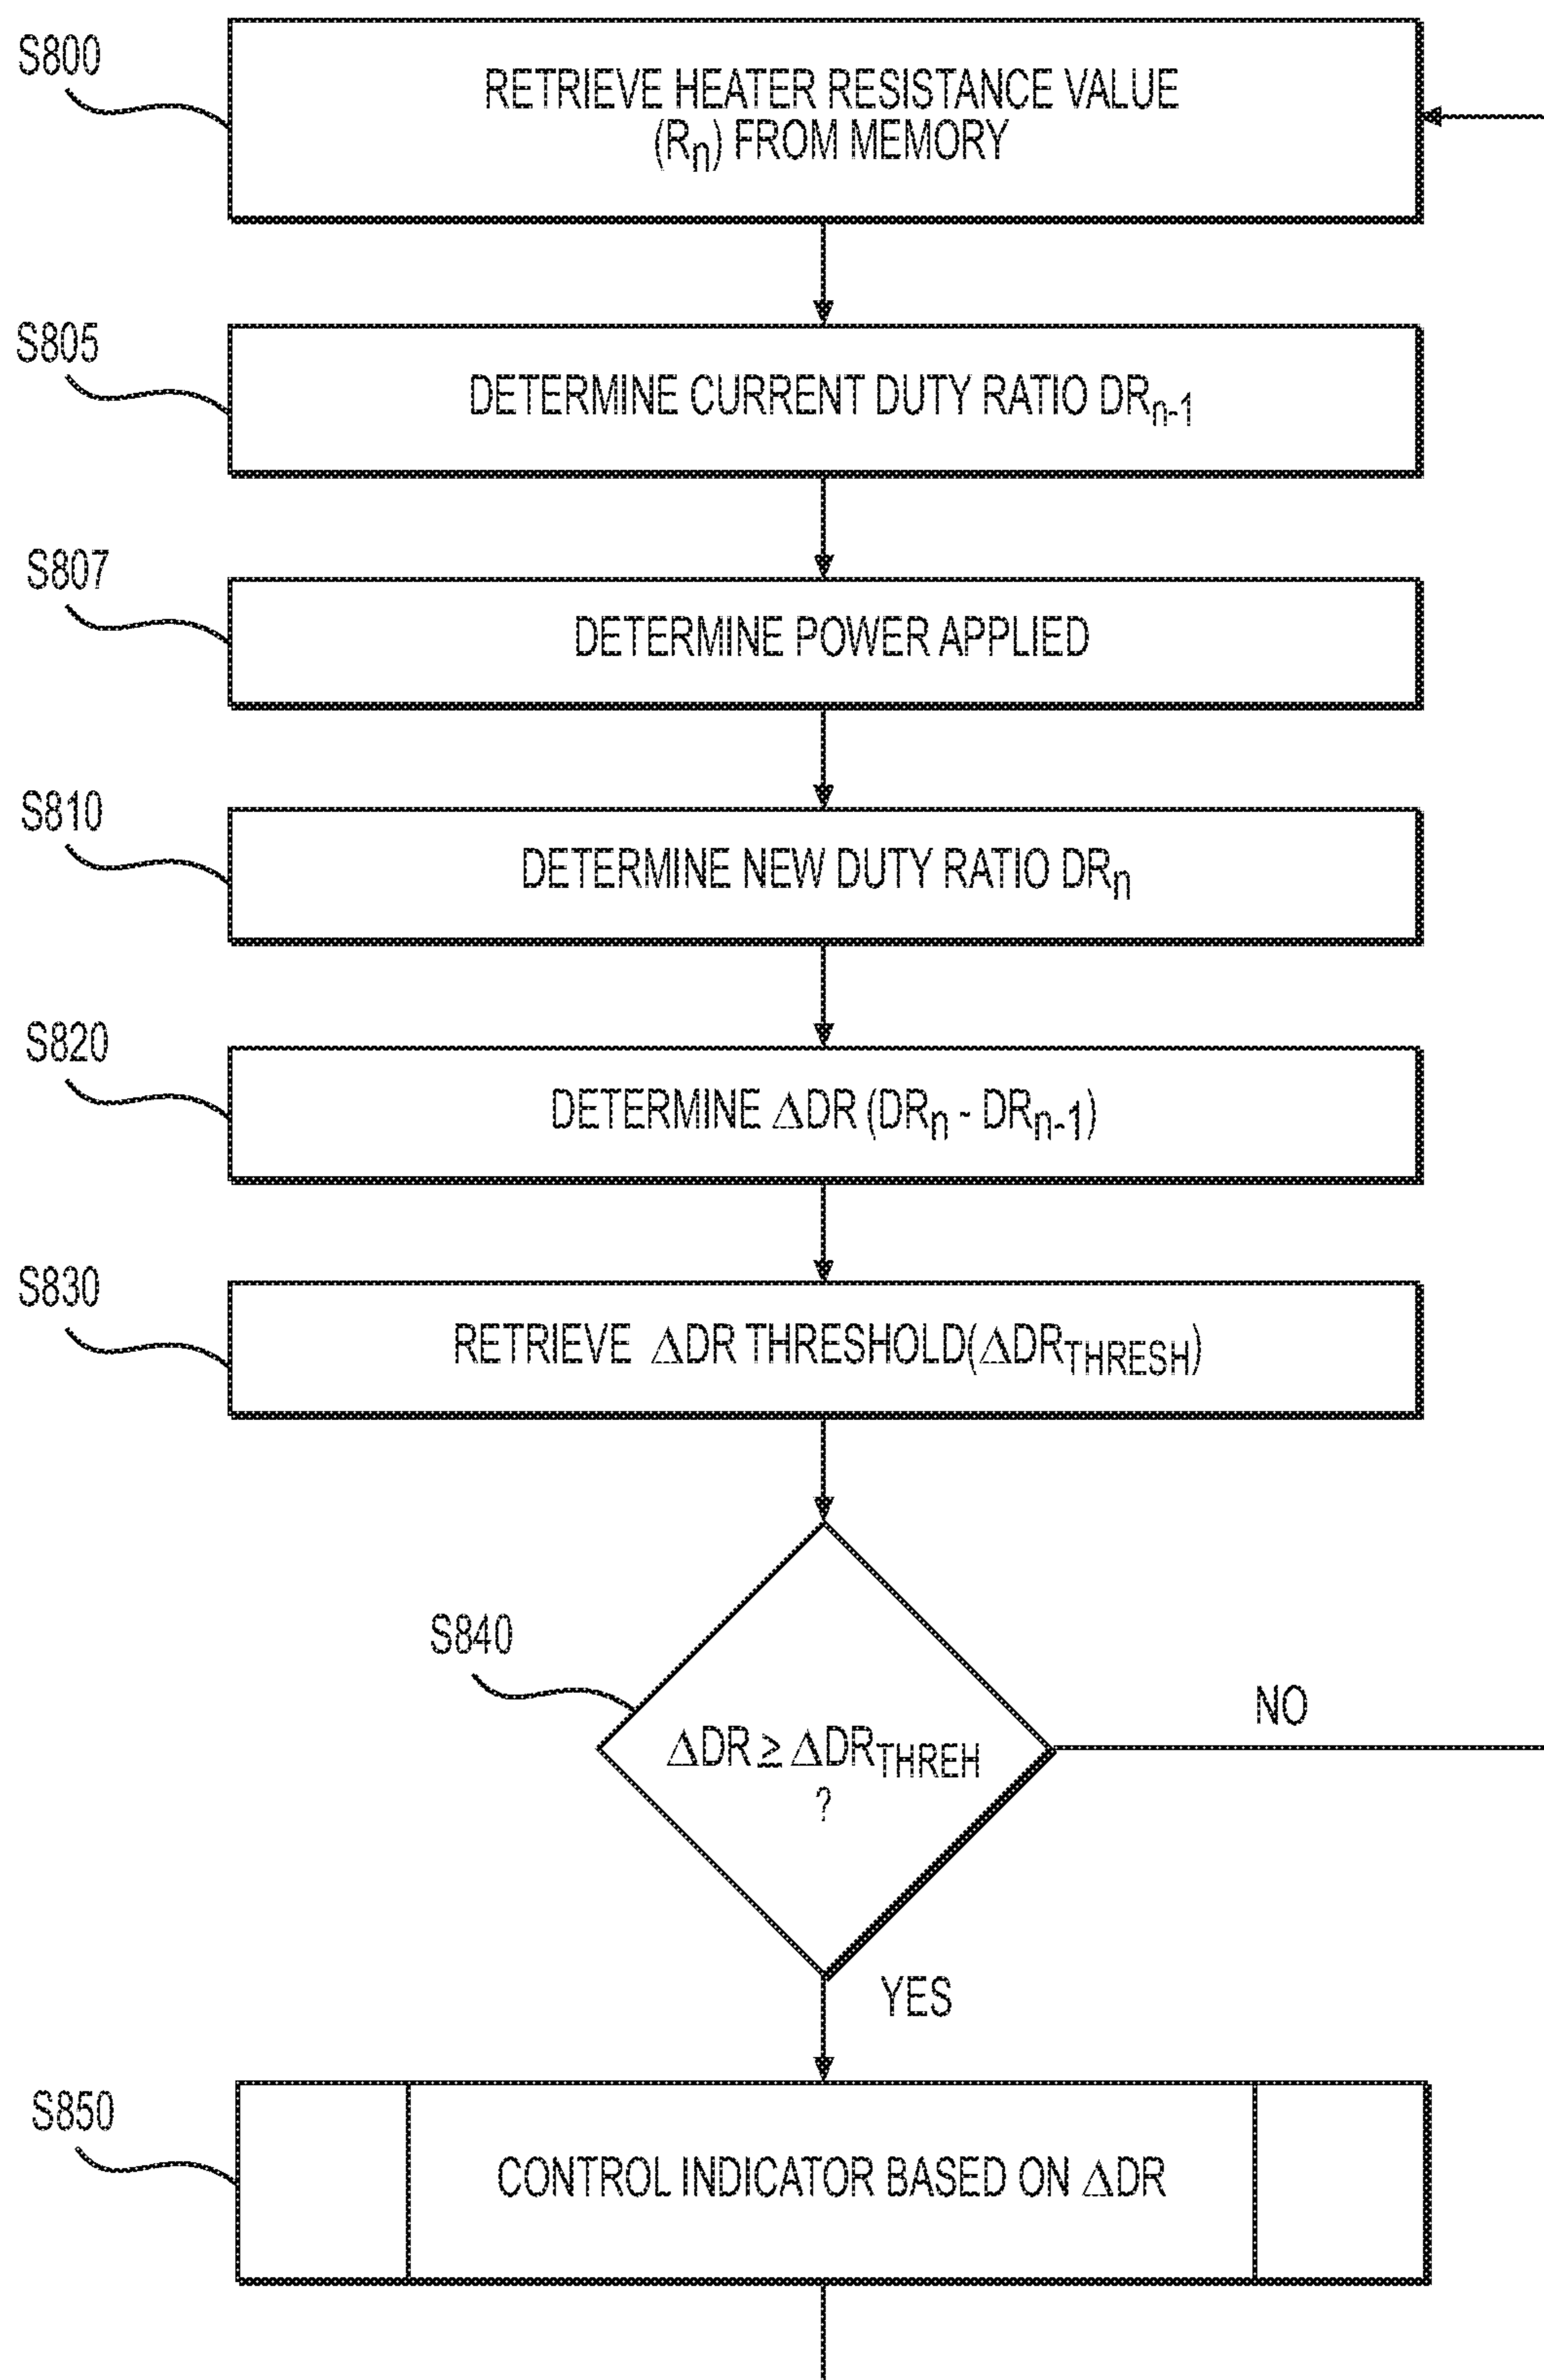 S800
RETRIEVE HEATER RESISTANCE VALUE
(Rn) FROM MEMORY
S805
DETERMINE CURRENT DUTY RATIO DRn-1
S807
DETERMINE POWER APPLIED
S810
DETERMINE NEW DUTY RATIO DRn
S820
DETERMINE ΔDR (DRn - DRn-1)
S830
RETRIEVE ΔDR THRESHOLD(ΔDRTHRESH)
S840
ΔDR ≥ ΔDRTHREH
?
NO
YES
S850
CONTROL INDICATOR BASED ON ΔDR